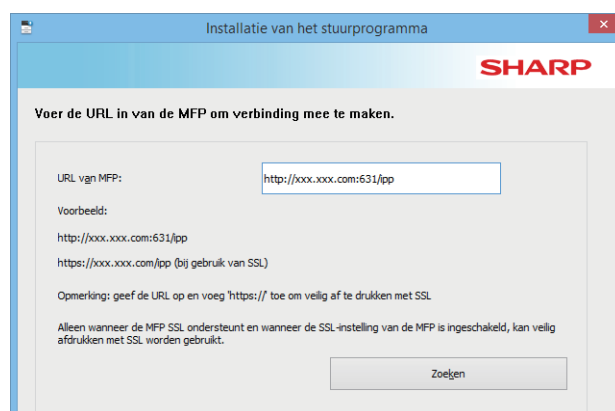 Installatie van het stuurprogramma
SHARP
Voer de URL in van de MFP om verbinding mee te maken.
URL van MFP: http://xxx.xxx.com:631/ipp
Voorbeeld:
http://xxx.xxx.com:631/ipp
https://xxx.xxx.com/ipp (bij gebruik van SSL)
Opmerking: geef de URL op en voeg 'https://' toe om veilig af te drukken met SSL
Alleen wanneer de MFP SSL ondersteunt en wanneer de SSL-instelling van de MFP is ingeschakeld, kan veilig
afdrukken met SSL worden gebruikt.
Zoeken